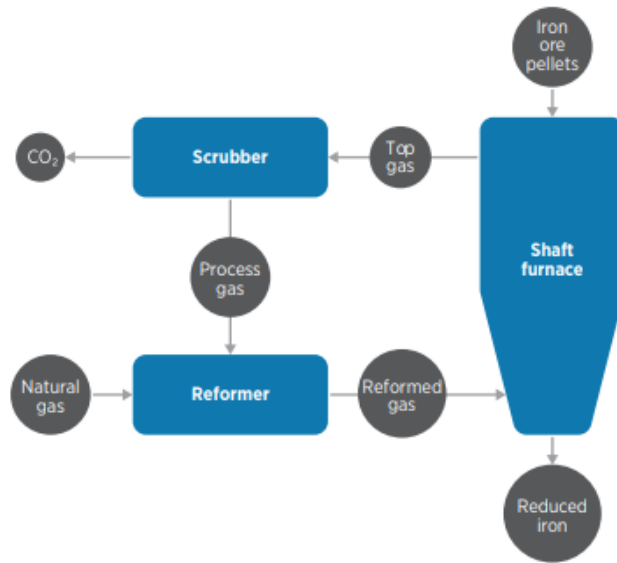 Iron
ore
pellets
CO₂
Scrubber
Top
gas
Shaft
furnace
Process
gas
Natural
gas
Reformer
Reformed
gas
Reduced
iron